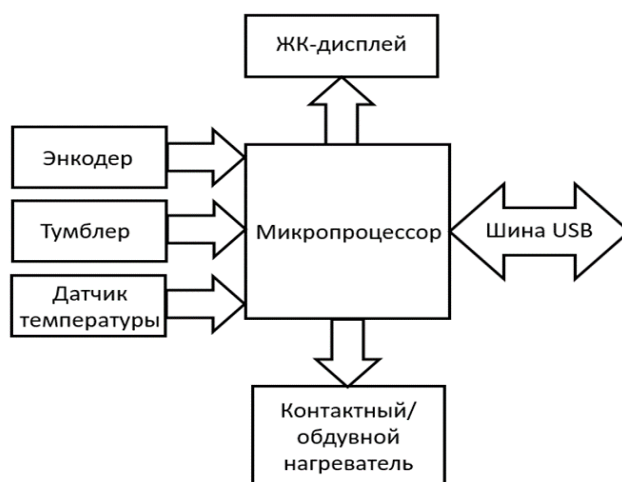 ЖК-дисплей
Энкодер
Тумблер
Датчик
температуры
Микропроцессор
Шина USB
Контактный/
обдувной
нагреватель